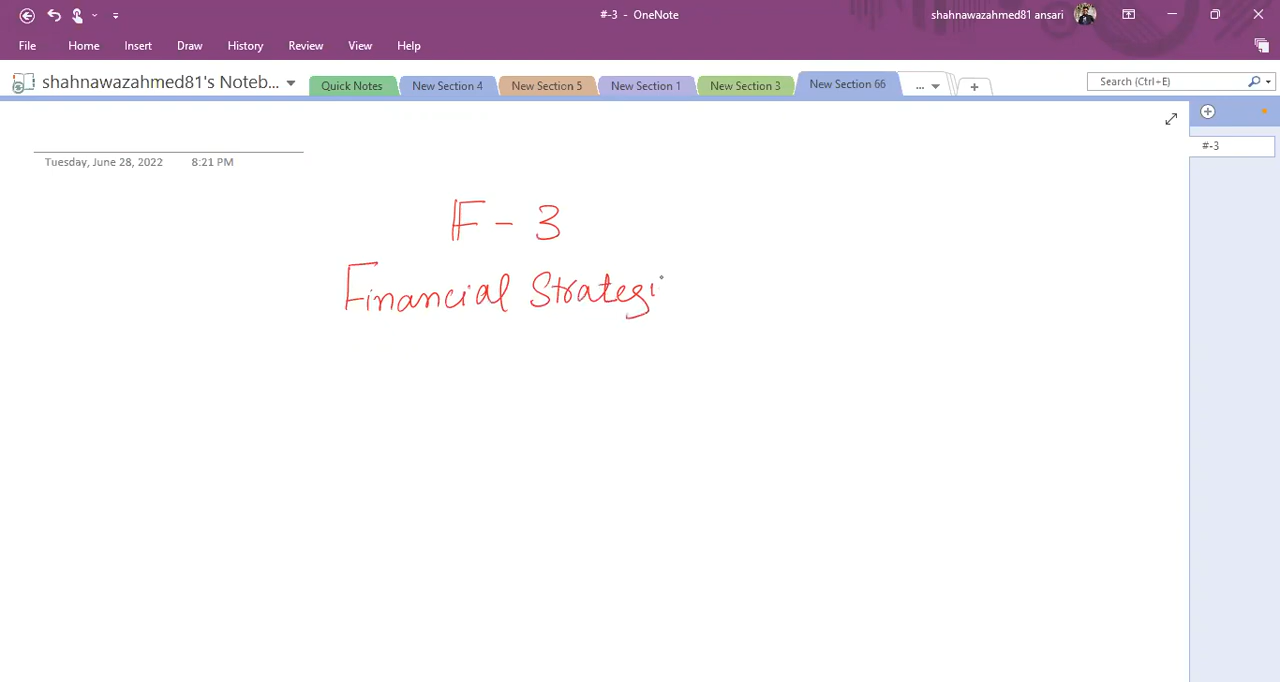 #-3 - OneNote
shahnawazahmed81 ansari
File Home Insert Draw History Review View Help
shahnawazahmed81's Noteb...
Quick Notes
New Section 4
New Section 5
New Section 1
New Section 3
New Section 66
...
Search (Ctrl+E)
#-3
Tuesday, June 28, 2022 8:21 PM
F - 3
Financial Strategi